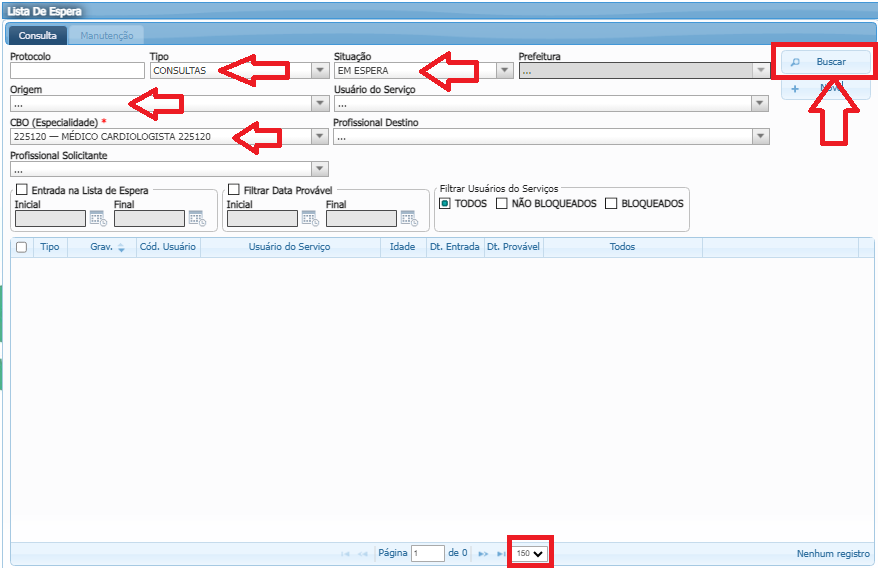 Lista De Espera
Consulta Manutenção
Protocolo Tipo Situação Prefeitura
CONSULTAS EM ESPERA ... Buscar
Origem Usuário do Serviço
... ...
CBO (Especialidade) * Profissional Destino
225120 — MÉDICO CARDIOLOGISTA 225120 ...
Profissional Solicitante
...
Entrada na Lista de Espera Filtrar Data Provável Filtrar Usuários do Serviços
Inicial Final Inicial Final TODOS NÃO BLOQUEADOS BLOQUEADOS
Tipo Grav. Cód. Usuário Usuário do Serviço Idade Dt. Entrada Dt. Provável Todos
Página 1 de 0 150 Nenhum registro